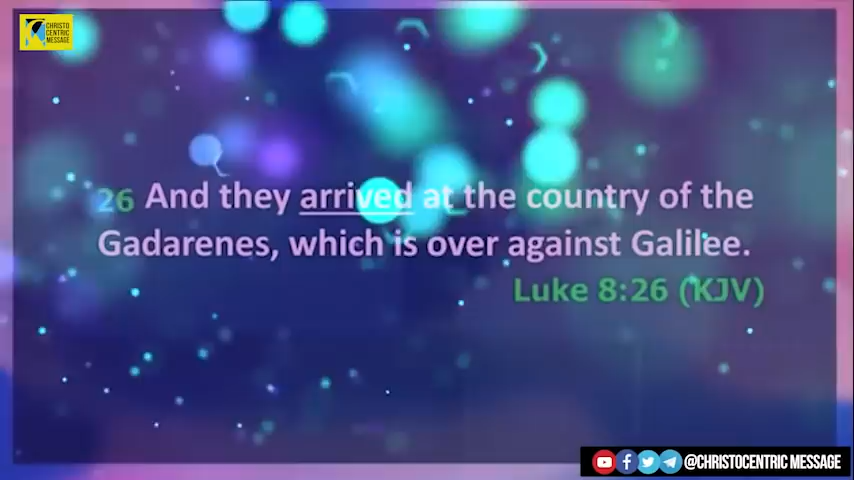 CHRISTO
CENTRIC
MESSAGE
26 And they arrived at the country of the
Gadarenes, which is over against Galilee.
Luke 8:26 (KJV)
@CHRISTOCENTRIC MESSAGE